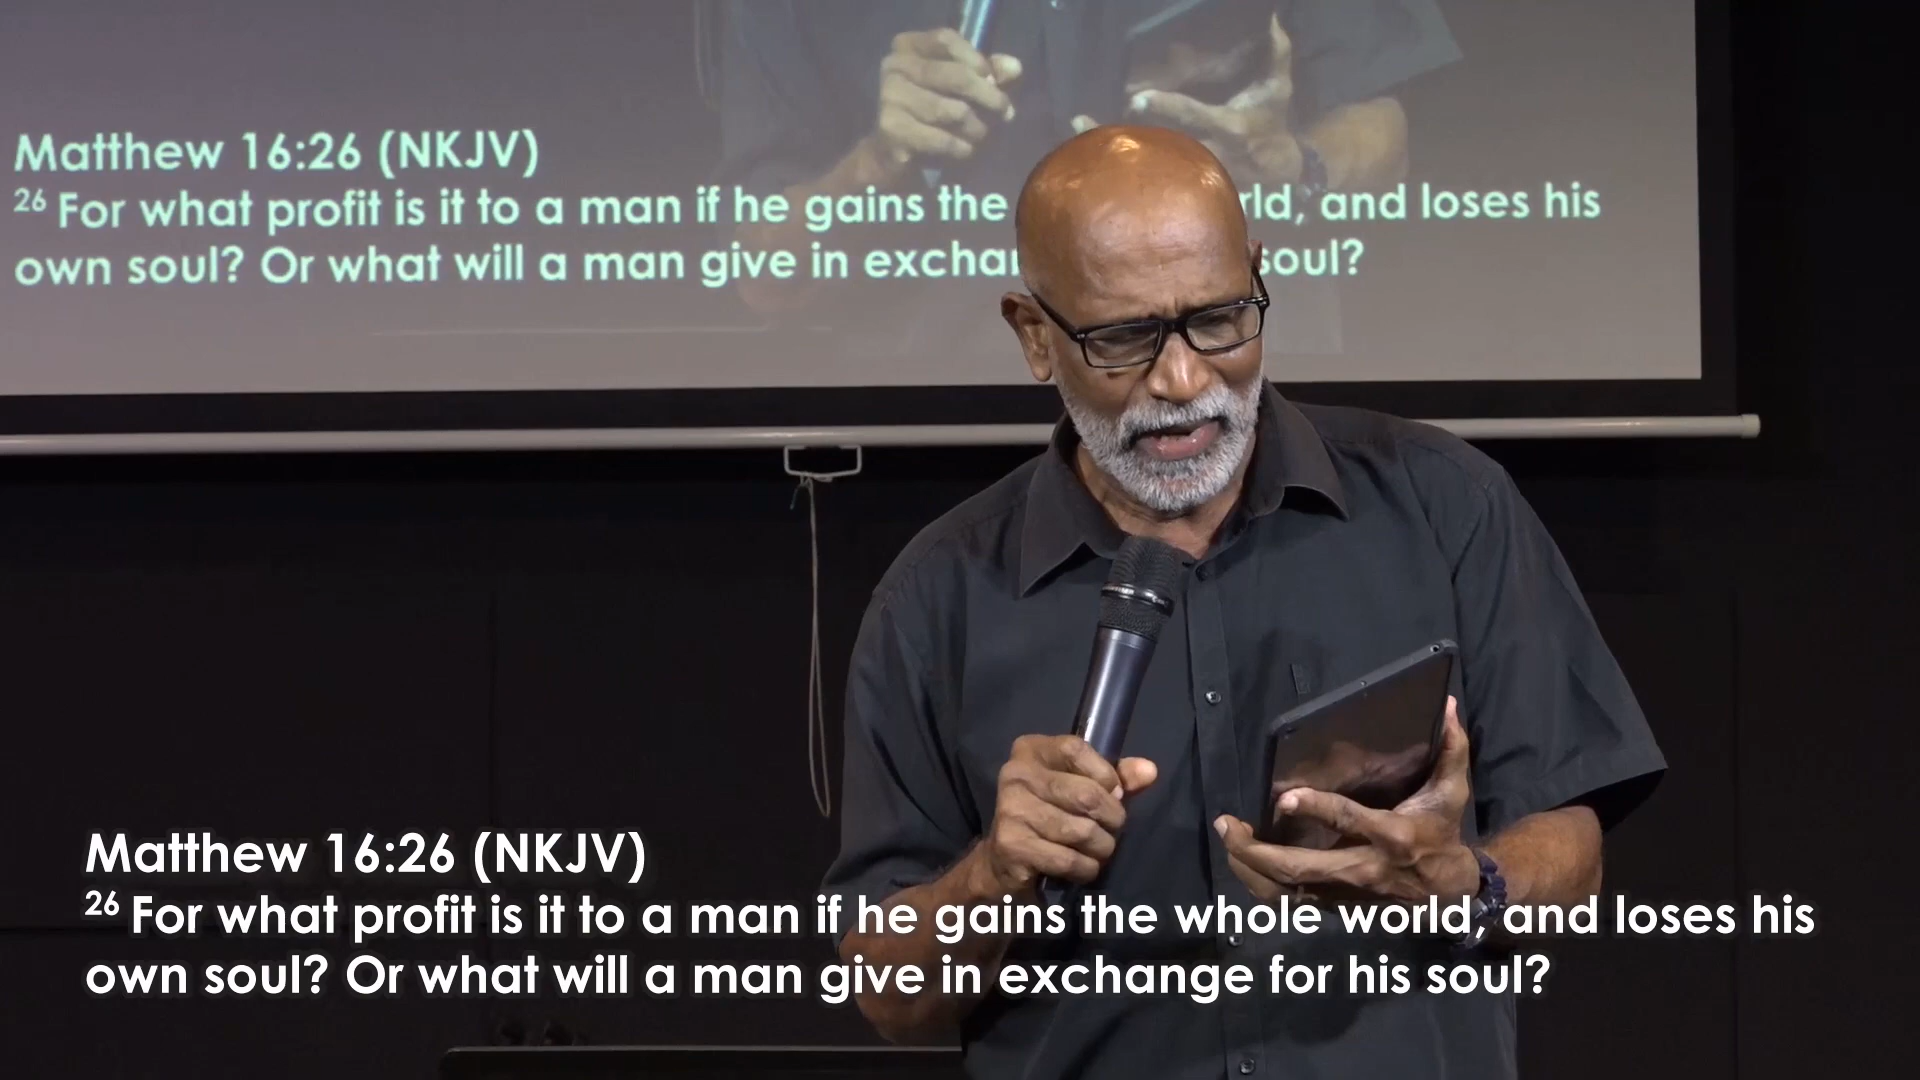 Matthew 16:26 (NKJV)
26 For what profit is it to a man if he gains the rld, and loses his
own soul? Or what will a man give in exchan soul?
Matthew 16:26 (NKJV)
26 For what profit is it to a man if he gains the whole world, and loses his
own soul? Or what will a man give in exchange for his soul?